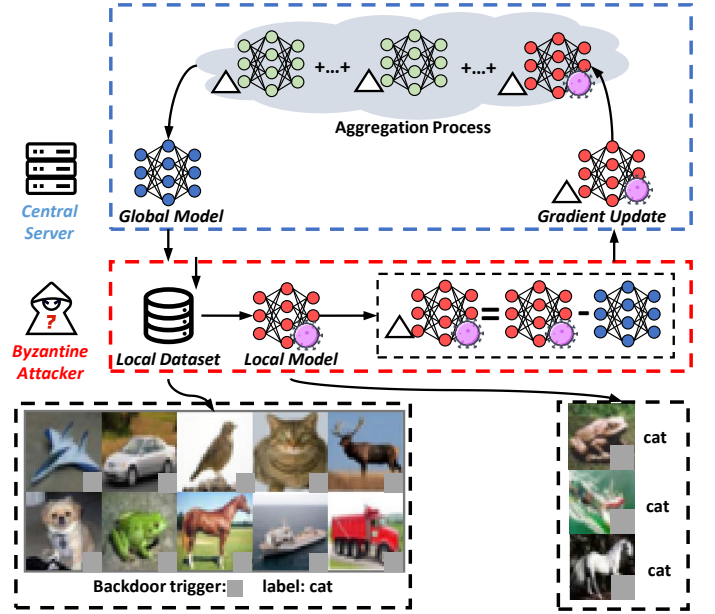 +...+
+...+
Aggregation Process
Central
Server
Global Model
Gradient Update
?
= -
Byzantine
Attacker
Local Dataset
Local Model
cat
cat
cat
Backdoor trigger: label: cat